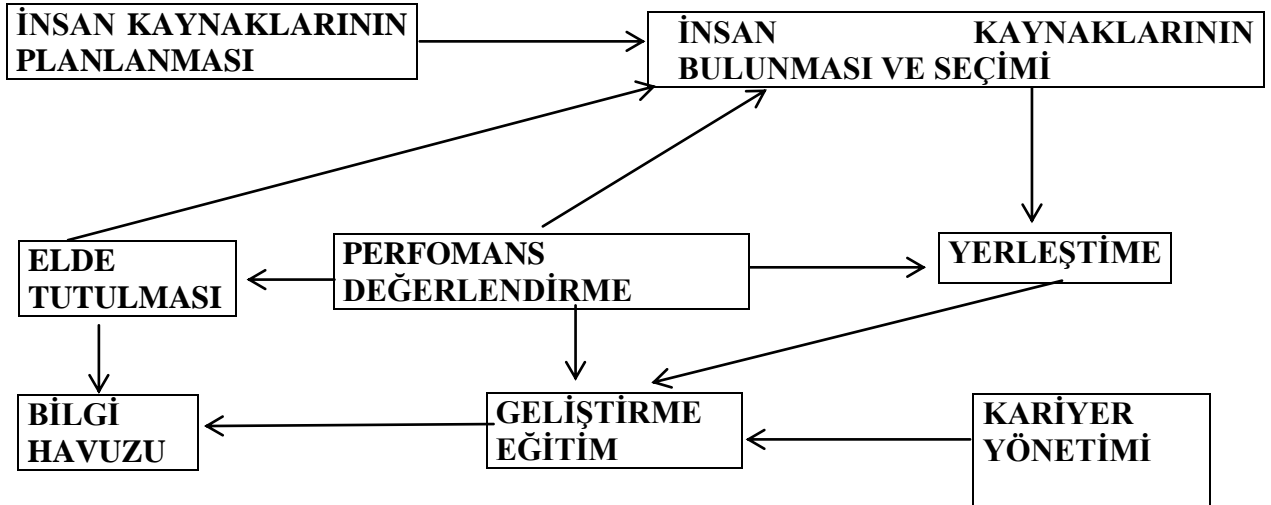 İNSAN KAYNAKLARININ
PLANLANMASI
İNSAN KAYNAKLARININ
BULUNMASI VE SEÇİMİ
ELDE
TUTULMASI
PERFOMANS
DEĞERLENDİRME
YERLEŞTİME
BİLGİ
HAVUZU
GELİŞTİRME
EĞİTİM
KARİYER
YÖNETİMİ